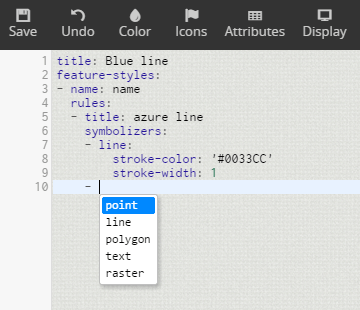 Save Undo Color Icons Attributes Display
1 title: Blue line
2 feature-styles:
3 - name: name
4 rules:
5 - title: azure line
6 symbolizers:
7 - line:
8 stroke-color: '#0033CC'
9 stroke-width: 1
10 -
point
line
polygon
text
raster